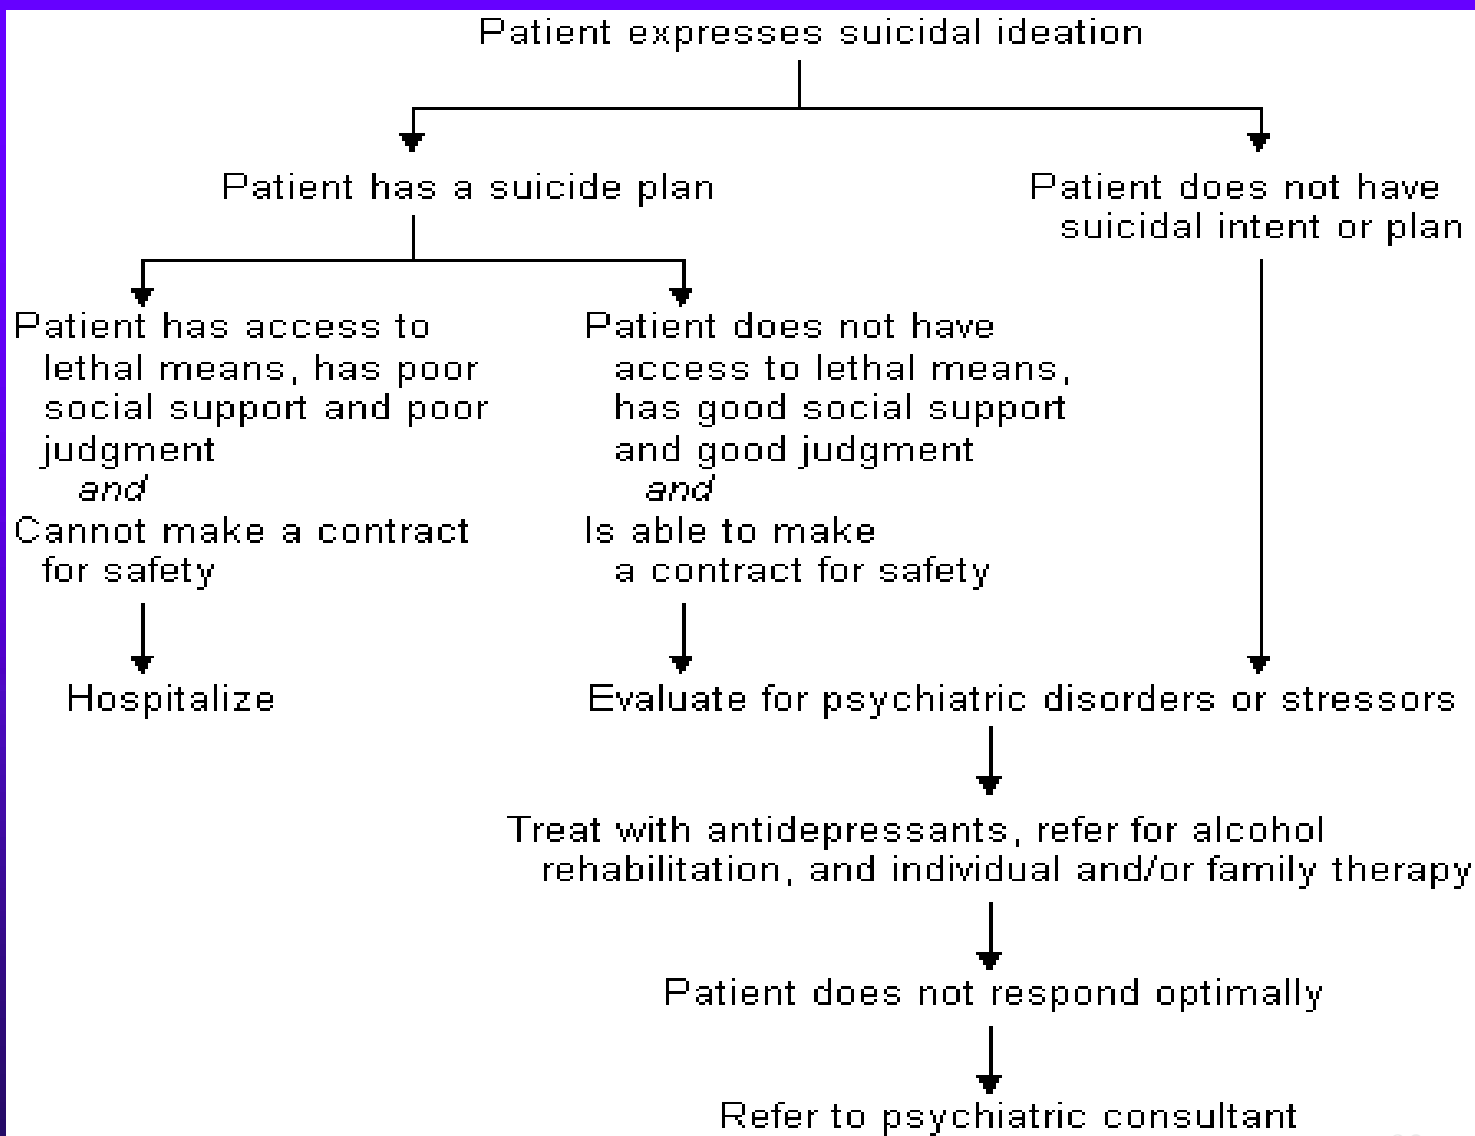 Patient expresses suicidal ideation
Patient has a suicide plan
Patient does not have
suicidal intent or plan
Patient has access to
lethal means, has poor
social support and poor
judgment
and
Cannot make a contract
for safety
Patient does not have
access to lethal means,
has good social support
and good judgment
and
Is able to make
a contract for safety
Hospitalize
Evaluate for psychiatric disorders or stressors
Treat with antidepressants, refer for alcohol
rehabilitation, and individual and/or family therapy
Patient does not respond optimally
Refer to psychiatric consultant